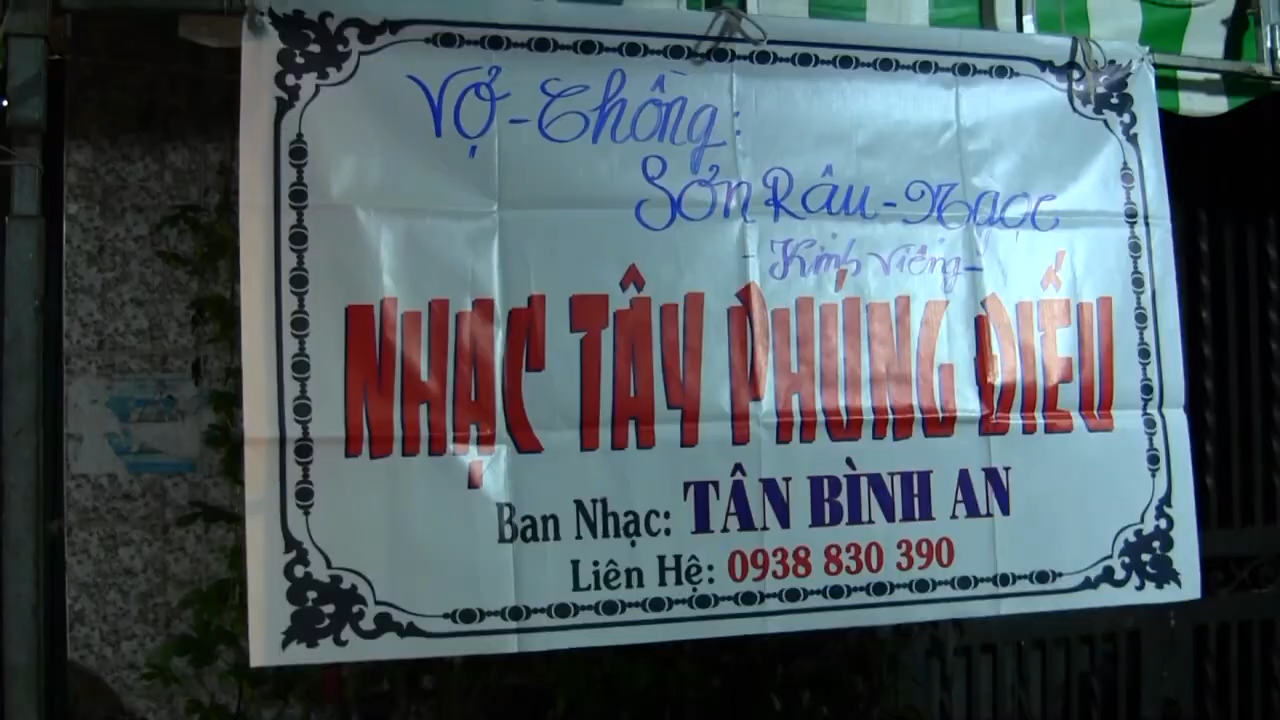 Vợ - Chồng:
Sơn Râu - Ngọc
- Kính Viếng -
NHẠC TÂY PHÚNG ĐIẾU
Ban Nhạc: TÂN BÌNH AN
Liên Hệ: 0938 830 390